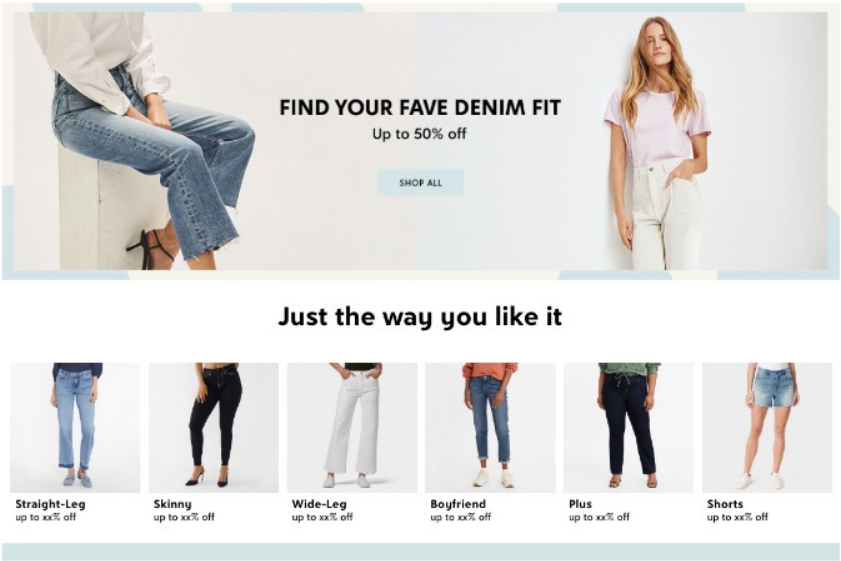 FIND YOUR FAVE DENIM FIT
Up to 50% off
SHOP ALL
Just the way you like it
Straight-Leg
up to xx% off
Skinny
up to xx% off
Wide-Leg
up to xx% off
Boyfriend
up to xx% off
Plus
up to xx% off
Shorts
up to xx% off